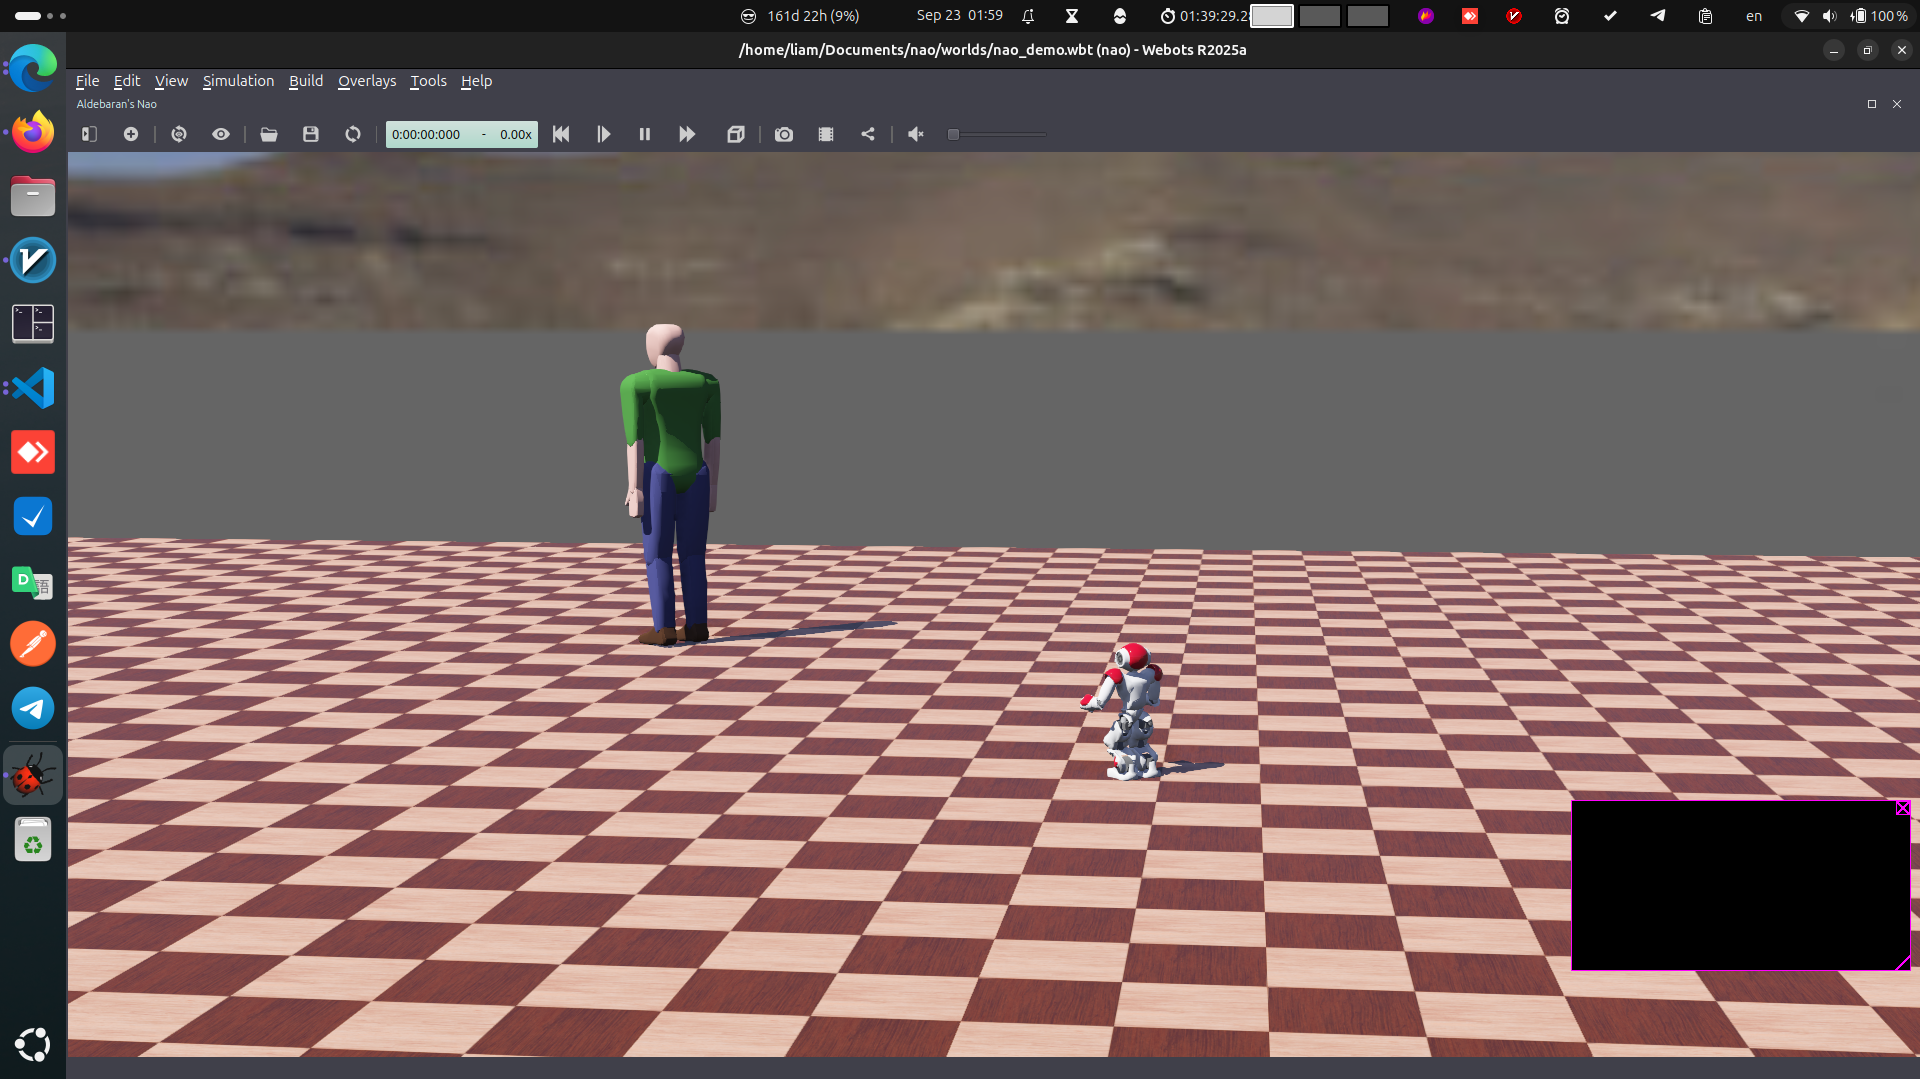 161d 22h (9%)
Sep 23 01:59
01:39:29.2
en
100 %
/home/liam/Documents/nao/worlds/nao_demo.wbt (nao) - Webots R2025a
File Edit View Simulation Build Overlays Tools Help
Aldebaran's Nao
0:00:00:000 - 0.00x